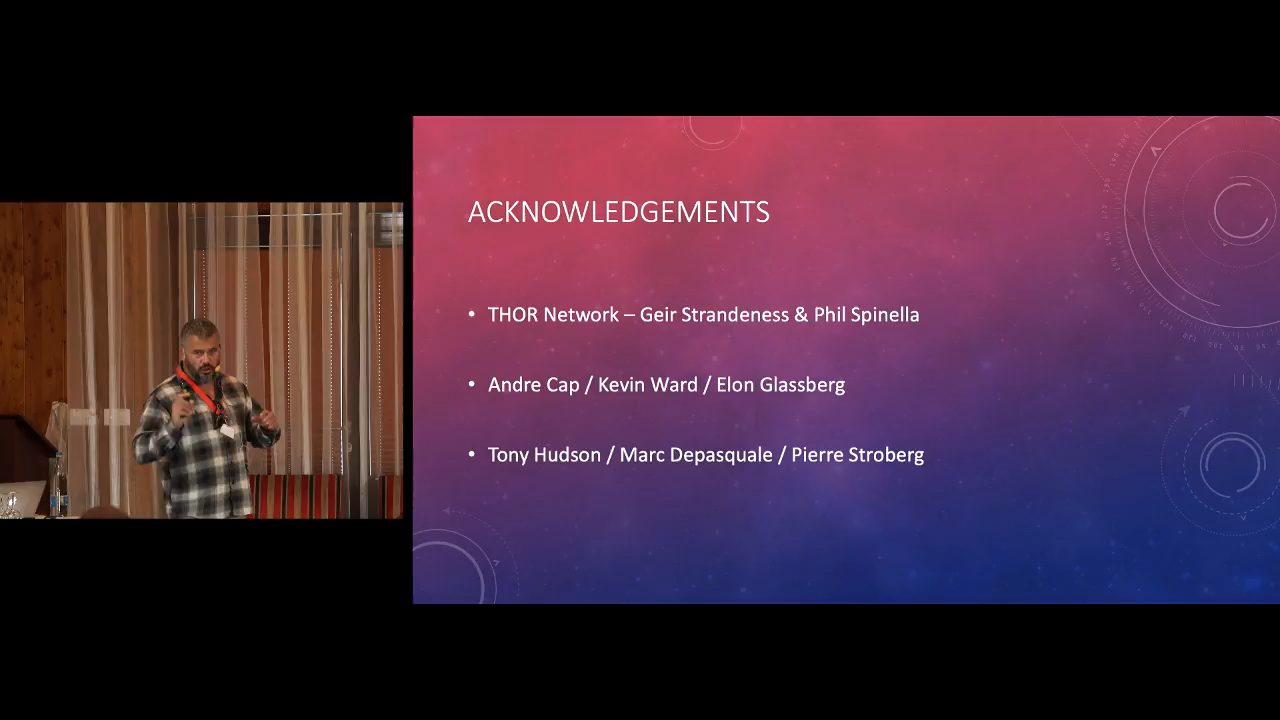 ACKNOWLEDGEMENTS
• THOR Network – Geir Strandeness & Phil Spinella
• Andre Cap / Kevin Ward / Elon Glassberg
• Tony Hudson / Marc Depasquale / Pierre Stroberg